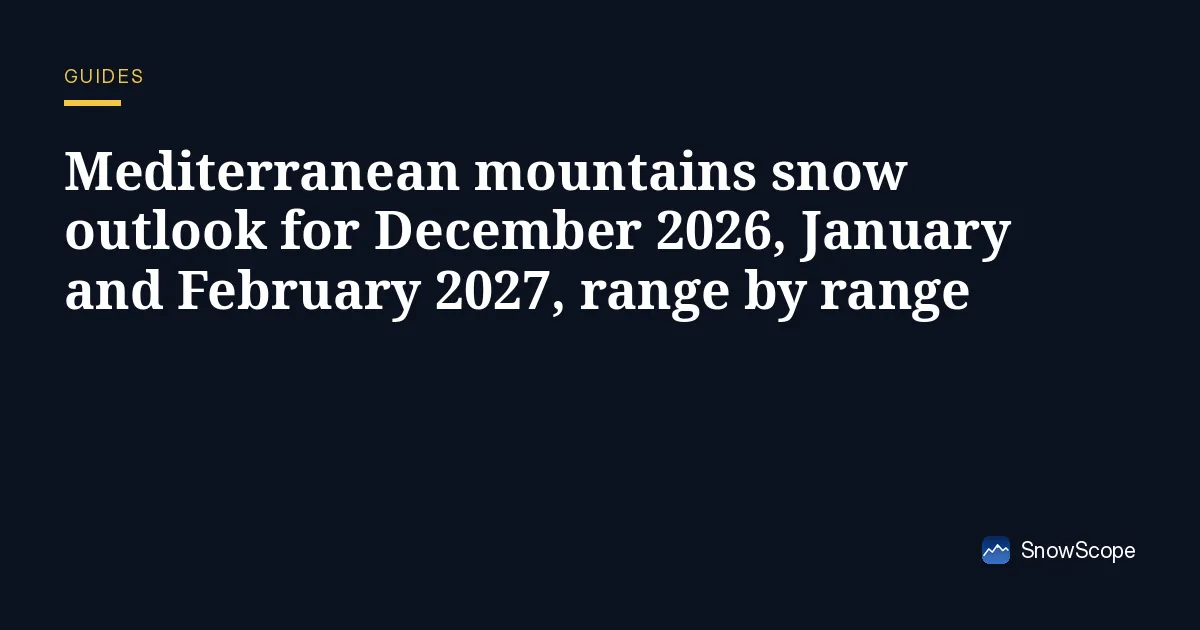 GUIDES
Mediterranean mountains snow
outlook for December 2026, January
and February 2027, range by range
SnowScope